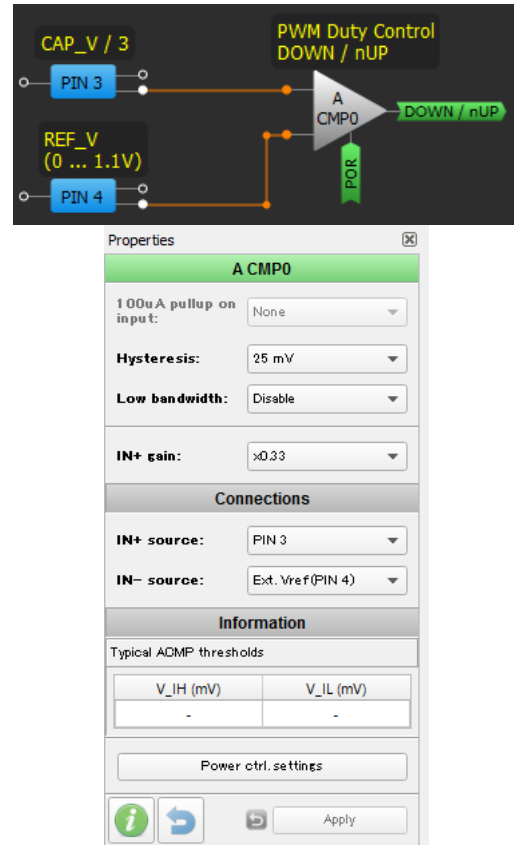 CAP_V / 3
PWM Duty Control
DOWN / nUP
PIN 3
A
CMP0
DOWN / nUP
REF_V
(0 ... 1.1V)
POR
PIN 4
Properties
A CMP0
100uA pullup on
input:
None
Hysteresis:
25 mV
Low bandwidth:
Disable
IN+ gain:
x0.33
Connections
IN+ source:
PIN 3
IN- source:
Ext. Vref(PIN 4)
Information
Typical ACMP thresholds
V_IH (mV)
V_IL (mV)
-
-
Power ctrl. settings
Apply